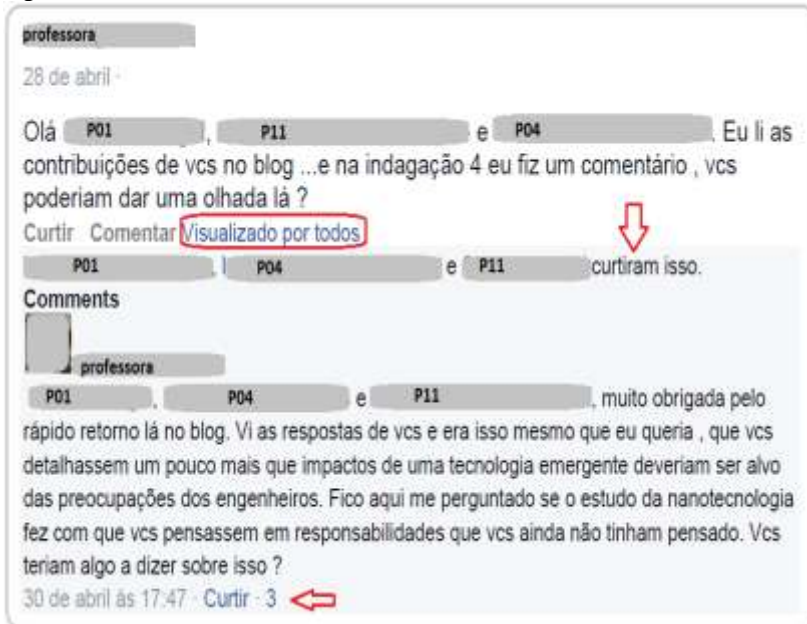 professora
28 de abril ·
Olá P01, P11 e P04. Eu li as
contribuições de vcs no blog ...e na indagação 4 eu fiz um comentário , vcs
poderiam dar uma olhada lá ?
Curtir Comentar Visualizado por todos
P01, P04 e P11 curtiram isso.
Comments
professora
P01, P04 e P11, muito obrigada pelo
rápido retorno lá no blog. Vi as respostas de vcs e era isso mesmo que eu queria , que vcs
detalhassem um pouco mais que impactos de uma tecnologia emergente deveriam ser alvo
das preocupações dos engenheiros. Fico aqui me perguntado se o estudo da nanotecnologia
fez com que vcs pensassem em responsabilidades que vcs ainda não tinham pensado. Vcs
teriam algo a dizer sobre isso ?
30 de abril às 17:47 · Curtir · 3